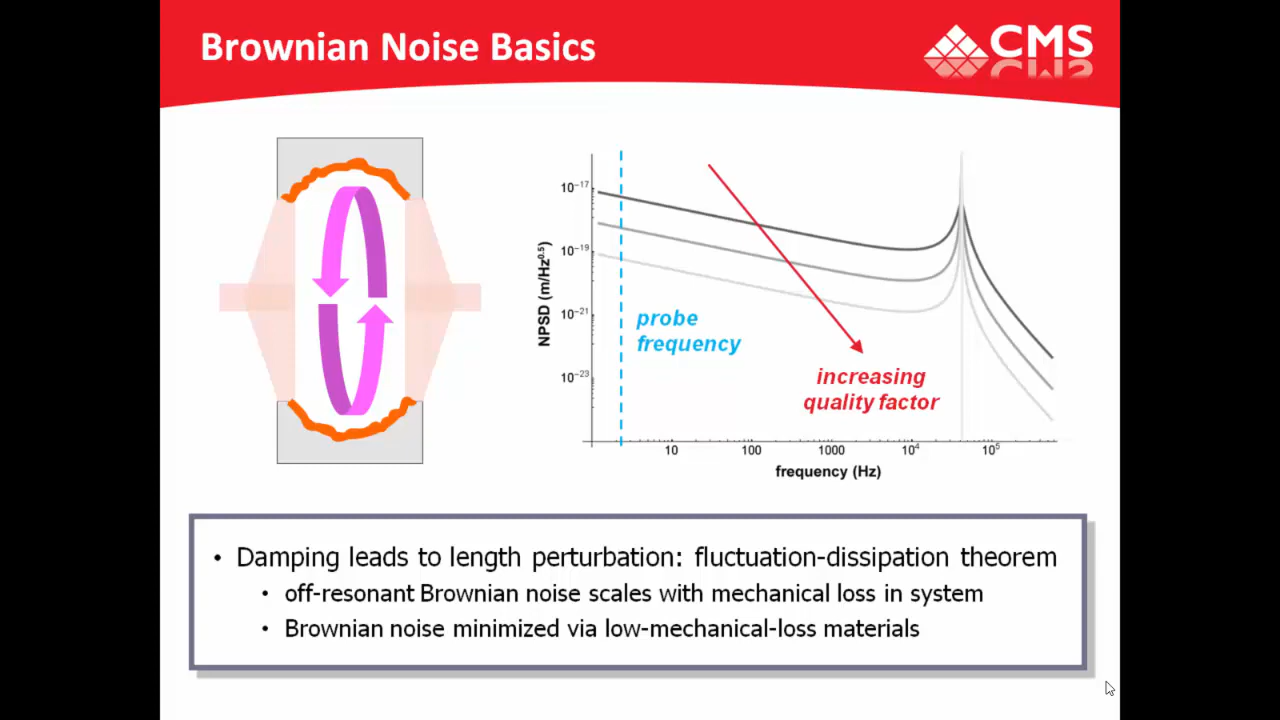 Brownian Noise Basics
CMS
10⁻¹⁷
10⁻¹⁹
10⁻²¹
10⁻²³
NPSD (m/Hz⁰·⁵)
probe
frequency
increasing
quality factor
10 100 1000 10⁴ 10⁵
frequency (Hz)
• Damping leads to length perturbation: fluctuation-dissipation theorem
• off-resonant Brownian noise scales with mechanical loss in system
• Brownian noise minimized via low-mechanical-loss materials